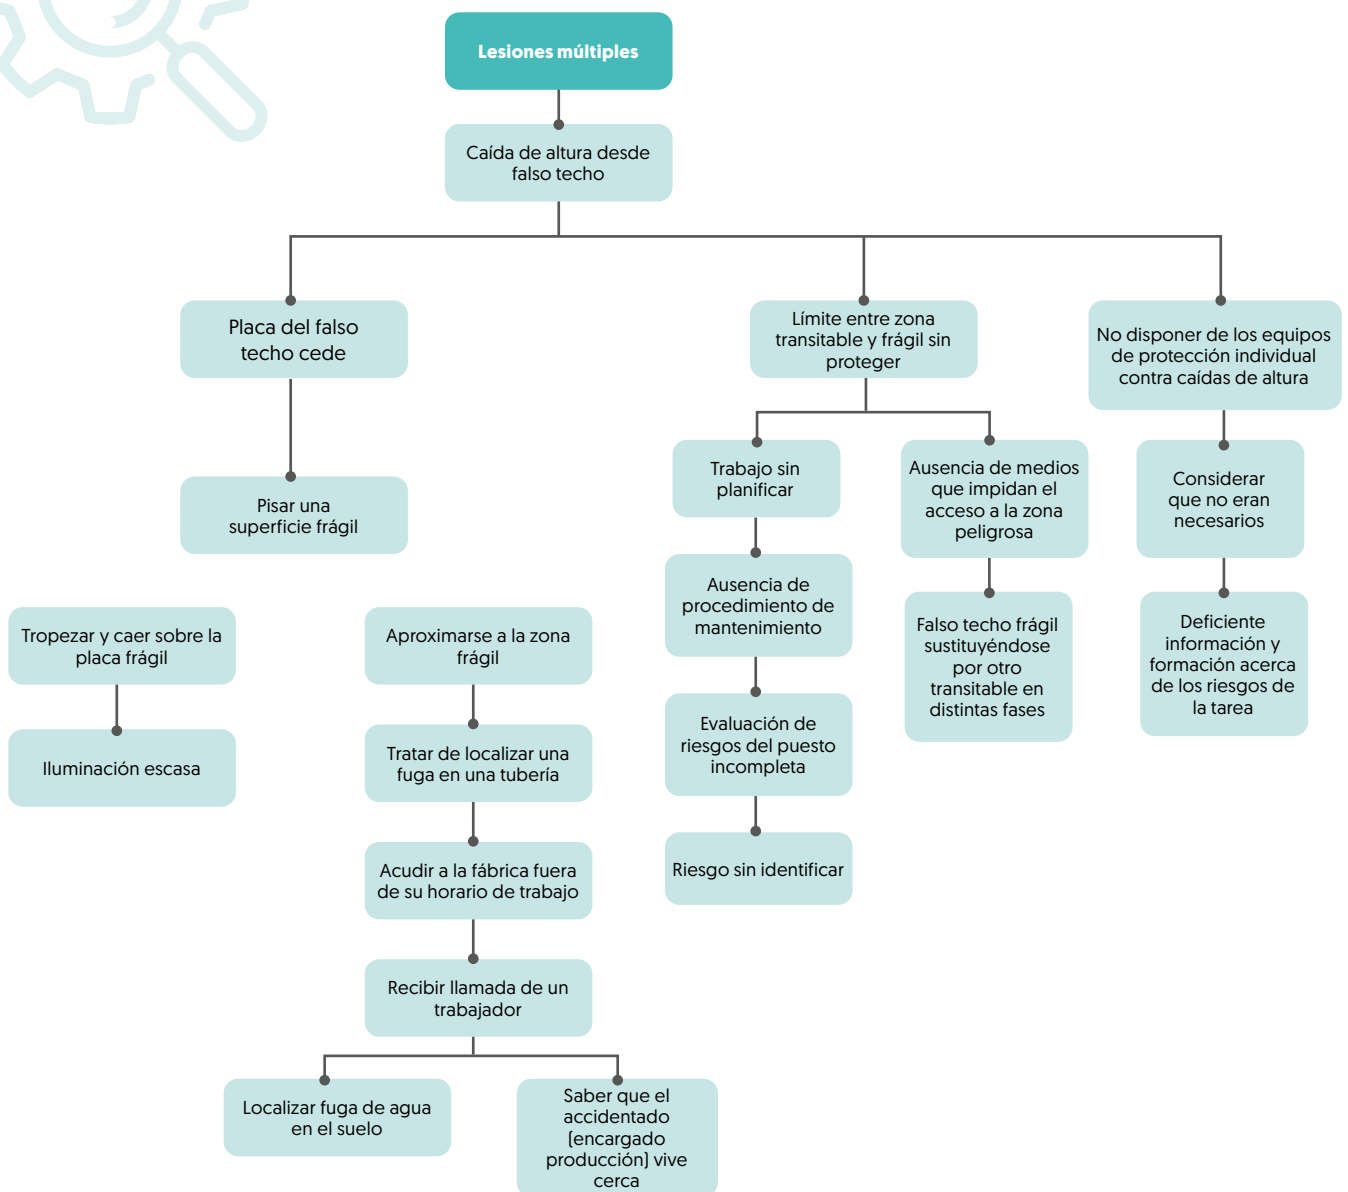 Lesiones múltiples
Caída de altura desde
falso techo
Placa del falso
techo cede
Límite entre zona
transitable y frágil sin
proteger
No disponer de los equipos
de protección individual
contra caídas de altura
Pisar una
superficie frágil
Trabajo sin
planificar
Ausencia de medios
que impidan el
acceso a la zona
peligrosa
Considerar
que no eran
necesarios
Tropezar y caer sobre la
placa frágil
Aproximarse a la zona
frágil
Ausencia de
procedimiento de
mantenimiento
Falso techo frágil
sustituyéndose
por otro
transitable en
distintas fases
Deficiente
información y
formación acerca
de los riesgos de
la tarea
Iluminación escasa
Tratar de localizar una
fuga en una tubería
Evaluación de
riesgos del puesto
incompleta
Acudir a la fábrica fuera
de su horario de trabajo
Riesgo sin identificar
Recibir llamada de un
trabajador
Localizar fuga de agua
en el suelo
Saber que el
accidentado
(encargado
producción) vive
cerca